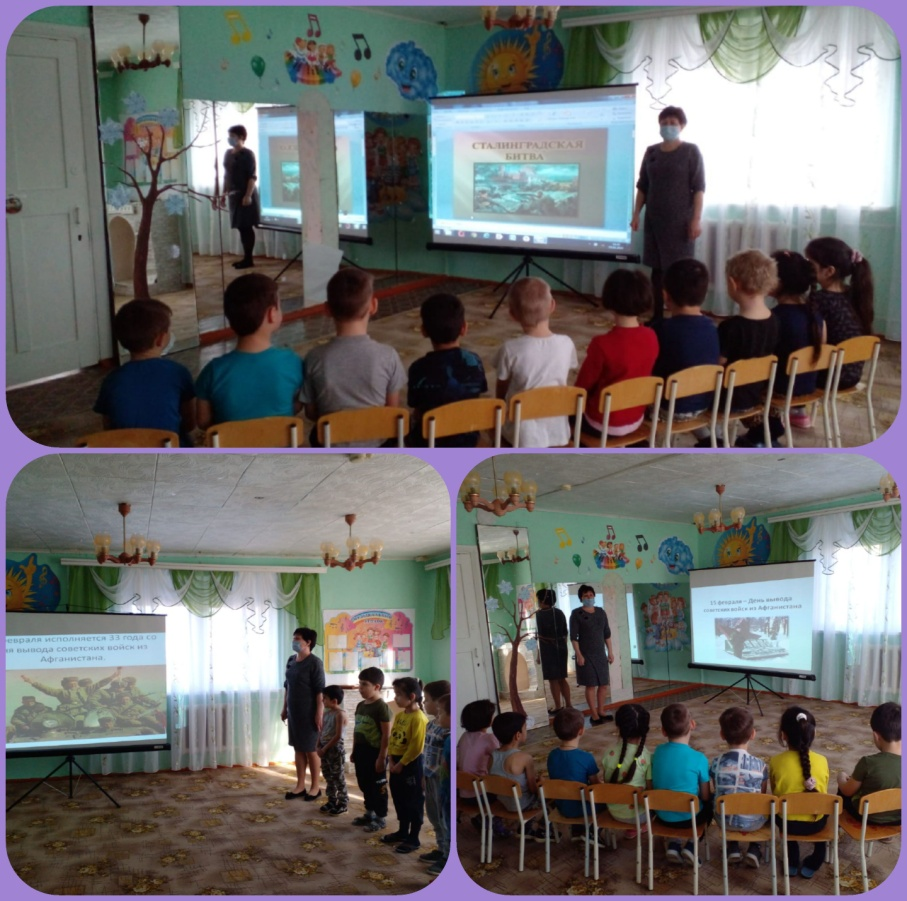 СТАЛИНГРАДСКАЯ
БИТВА
евраля исполняется 33 года со
я вывода советских войск из
Афганистана.
15 февраля – День вывода
советских войск из Афганистана